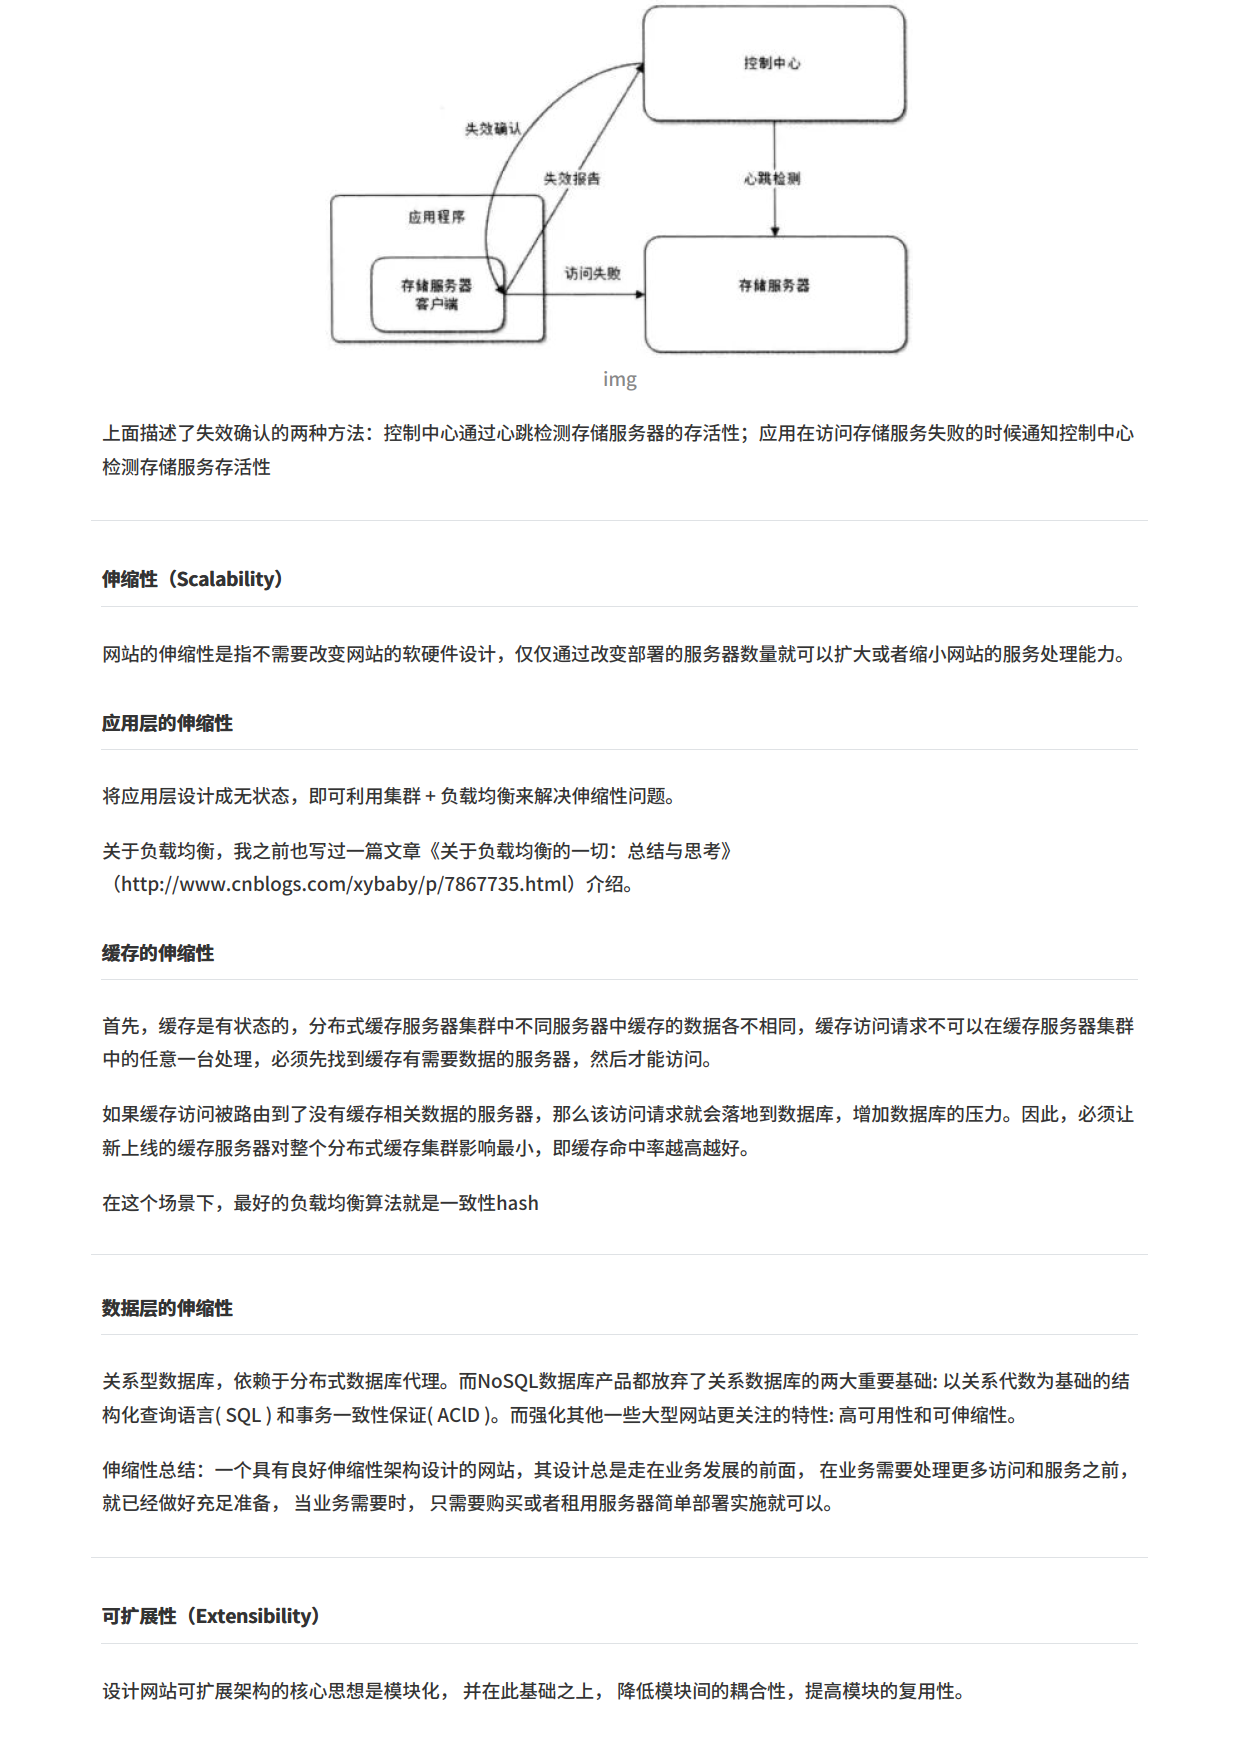 控制中心
失效确认
失效报告
心跳检测
应用程序
访问失败
存储服务器
客户端
存储服务器
img
上面描述了失效确认的两种方法：控制中心通过心跳检测存储服务器的存活性；应用在访问存储服务失败的时候通知控制中心
检测存储服务存活性
伸缩性（Scalability）
网站的伸缩性是指不需要改变网站的软硬件设计，仅仅通过改变部署的服务器数量就可以扩大或者缩小网站的服务处理能力。
应用层的伸缩性
将应用层设计成无状态，即可利用集群 + 负载均衡来解决伸缩性问题。
关于负载均衡，我之前也写过一篇文章《关于负载均衡的一切：总结与思考》
（http://www.cnblogs.com/xybaby/p/7867735.html）介绍。
缓存的伸缩性
首先，缓存是有状态的，分布式缓存服务器集群中不同服务器中缓存的数据各不相同，缓存访问请求不可以在缓存服务器集群
中的任意一台处理，必须先找到缓存有需要数据的服务器，然后才能访问。
如果缓存访问被路由到了没有缓存相关数据的服务器，那么该访问请求就会落地到数据库，增加数据库的压力。因此，必须让
新上线的缓存服务器对整个分布式缓存集群影响最小，即缓存命中率越高越好。
在这个场景下，最好的负载均衡算法就是一致性hash
数据层的伸缩性
关系型数据库，依赖于分布式数据库代理。而NoSQL数据库产品都放弃了关系数据库的两大重要基础: 以关系代数为基础的结
构化查询语言( SQL ) 和事务一致性保证( AClD )。而强化其他一些大型网站更关注的特性: 高可用性和可伸缩性。
伸缩性总结：一个具有良好伸缩性架构设计的网站，其设计总是走在业务发展的前面， 在业务需要处理更多访问和服务之前，
就已经做好充足准备， 当业务需要时， 只需要购买或者租用服务器简单部署实施就可以。
可扩展性（Extensibility）
设计网站可扩展架构的核心思想是模块化， 并在此基础之上， 降低模块间的耦合性，提高模块的复用性。